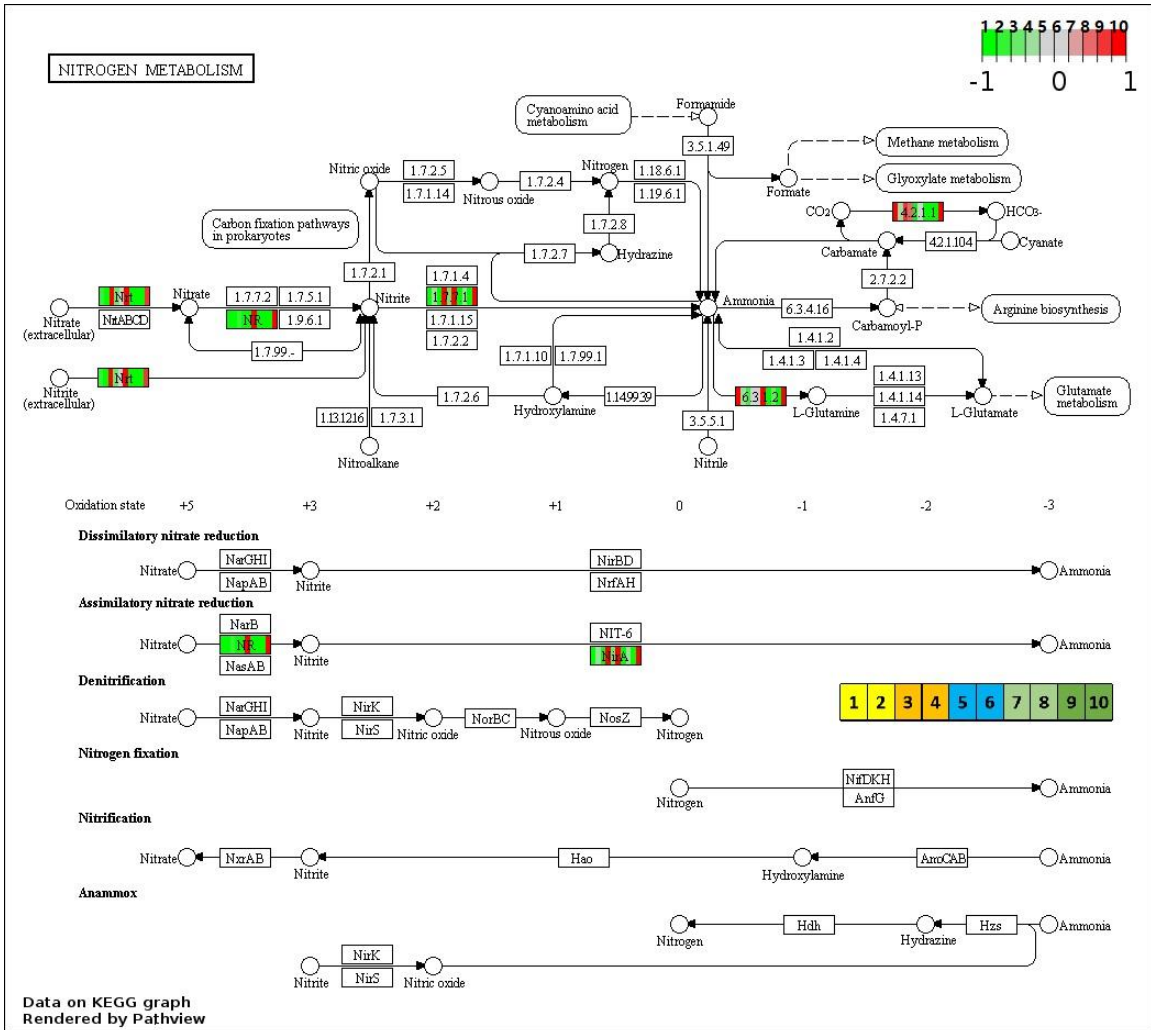 1 2 3 4 5 6 7 8 9 10
-1 0 1
NITROGEN METABOLISM
Cyanoamino acid
metabolism
Formamide
3.5.1.49
Methane metabolism
Glyoxylate metabolism
Formate
Nitric oxide
1.7.2.5
1.7.1.14
Nitrous oxide
1.7.2.4
Nitrogen
1.18.6.1
1.19.6.1
CO2
4.2.1.1
HCO3-
Carbon fixation pathways
in prokaryotes
1.7.2.8
1.7.2.7
Hydrazine
Carbamate
4.2.1.104
Cyanate
1.7.2.1
2.7.2.2
Nrt
NrtABCD
Nitrate
(extracellular)
Nitrate
1.7.7.2
1.7.5.1
NR
1.9.6.1
Nitrite
1.7.1.4
1.7.7.1
1.7.1.15
1.7.2.2
Ammonia
6.3.4.16
Carbamoyl-P
Arginine biosynthesis
1.7.99.-
Nrt
Nitrite
(extracellular)
1.7.1.10
1.7.99.1
1.4.1.2
1.4.1.3
1.4.1.4
1.7.2.6
Hydroxylamine
1.14.99.39
6.3.1.2
L-Glutamine
1.4.1.13
1.4.1.14
1.4.7.1
L-Glutamate
Glutamate
metabolism
1.13.12.16
1.7.3.1
3.5.5.1
Nitroalkane
Nitrile
Oxidation state +5 +3 +2 +1 0 -1 -2 -3
Dissimilatory nitrate reduction
NarGHI NirBD
Nitrate Nitrite Ammonia
NapAB NrfAH
Assimilatory nitrate reduction
NarB NIT-6
Nitrate NR Nitrite NirA Ammonia
NasAB
Denitrification
NarGHI NirK
Nitrate Nitrite Nitric oxide NorBC Nitrous oxide NosZ Nitrogen
NapAB NirS
1 2 3 4 5 6 7 8 9 10
Nitrogen fixation
NifDKH
Nitrogen Ammonia
AnfG
Nitrification
Nitrate NxrAB Nitrite Hao Hydroxylamine AmoCAB Ammonia
Anammox
Nitrogen Hdh Hydrazine Hzs Ammonia
NirK
Nitrite Nitric oxide
NirS
Data on KEGG graph
Rendered by Pathview